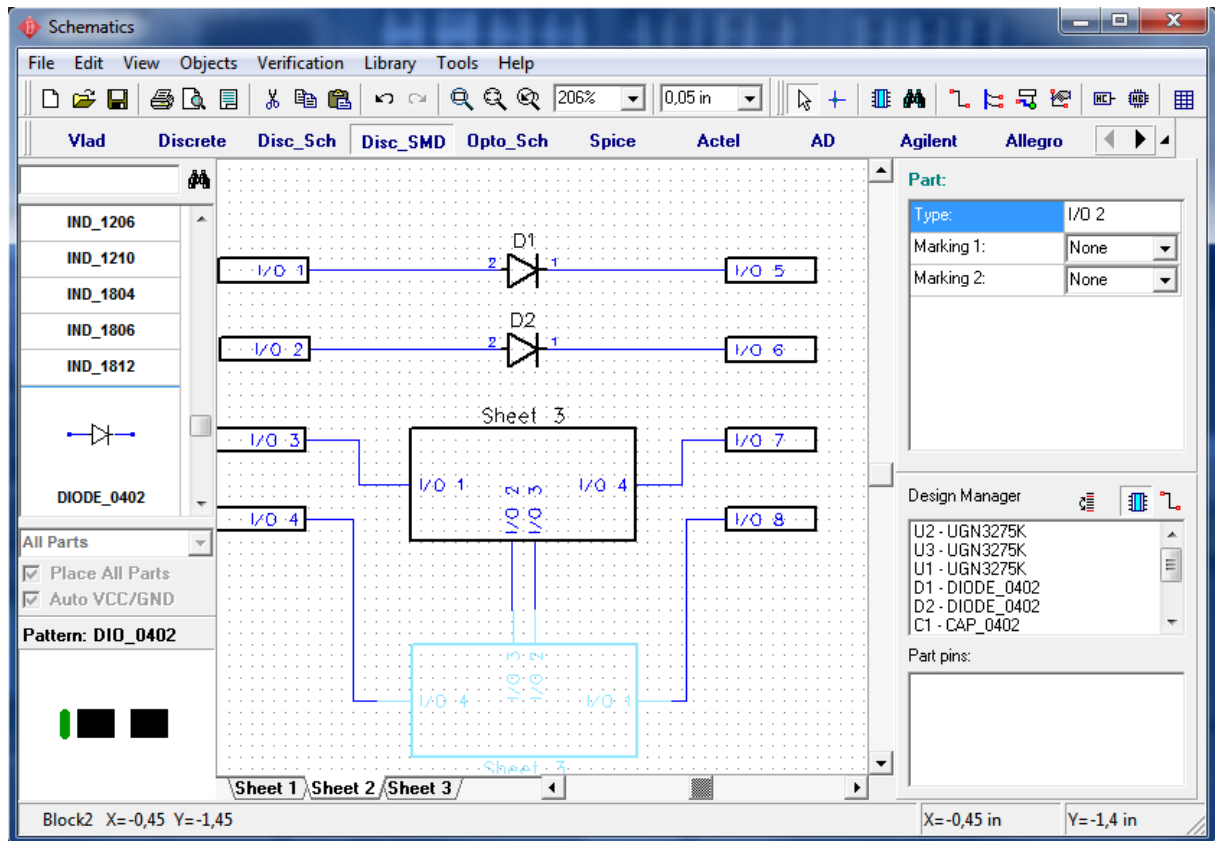 Schematics
File Edit View Objects Verification Library Tools Help
206% 0,05 in
Vlad Discrete Disc_Sch Disc_SMD Opto_Sch Spice Actel AD Agilent Allegro
IND_1206
IND_1210
IND_1804
IND_1806
IND_1812
DIODE_0402
All Parts
Place All Parts
Auto VCC/GND
Pattern: DIO_0402
D1
I/O 1 2 1 I/O 5
D2
I/O 2 2 1 I/O 6
Sheet 3
I/O 3 I/O 7
I/O 1 I/O 2 I/O 3 I/O 4
I/O 4 I/O 8
I/O 4 I/O 3 I/O 2 I/O 1
Sheet 3
Sheet 1 Sheet 2 Sheet 3
Part:
Type: I/O 2
Marking 1: None
Marking 2: None
Design Manager
U2 - UGN3275K
U3 - UGN3275K
U1 - UGN3275K
D1 - DIODE_0402
D2 - DIODE_0402
C1 - CAP_0402
Part pins:
Block2 X=-0,45 Y=-1,45 X=-0,45 in Y=-1,4 in